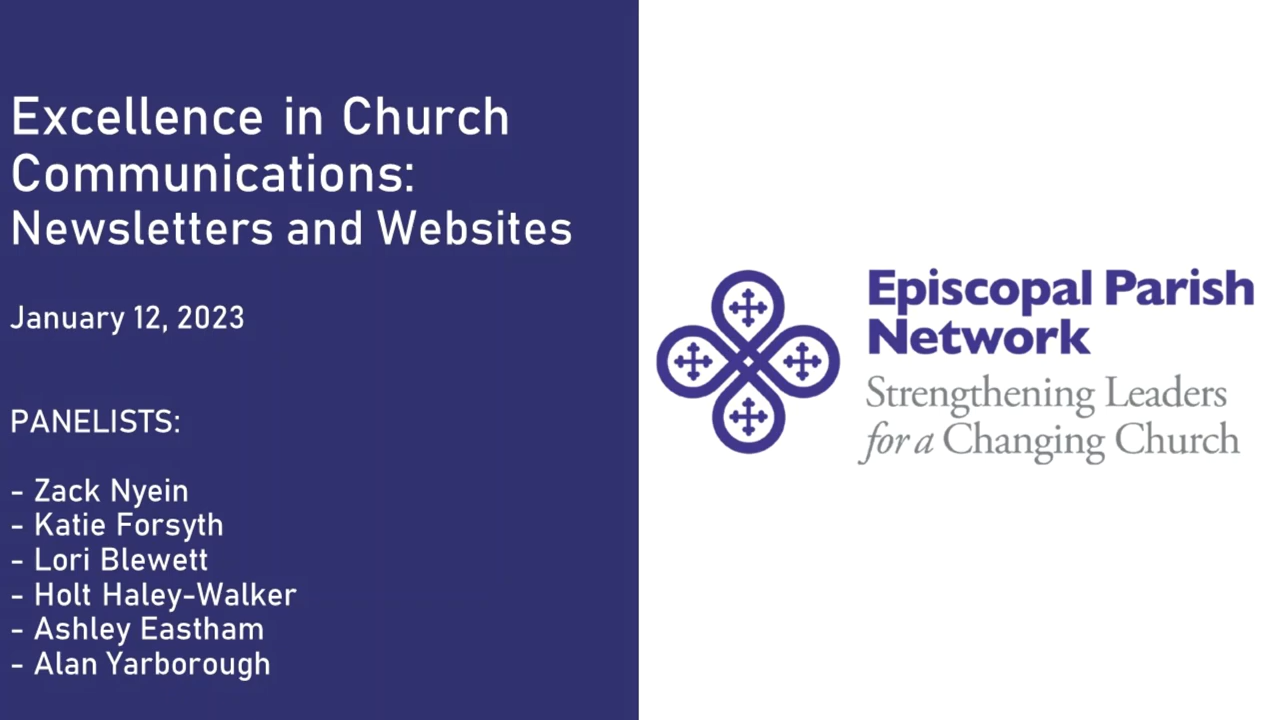 Excellence in Church
Communications:
Newsletters and Websites
January 12, 2023
PANELISTS:
- Zack Nyein
- Katie Forsyth
- Lori Blewett
- Holt Haley-Walker
- Ashley Eastham
- Alan Yarborough
Episcopal Parish
Network
Strengthening Leaders
for a Changing Church